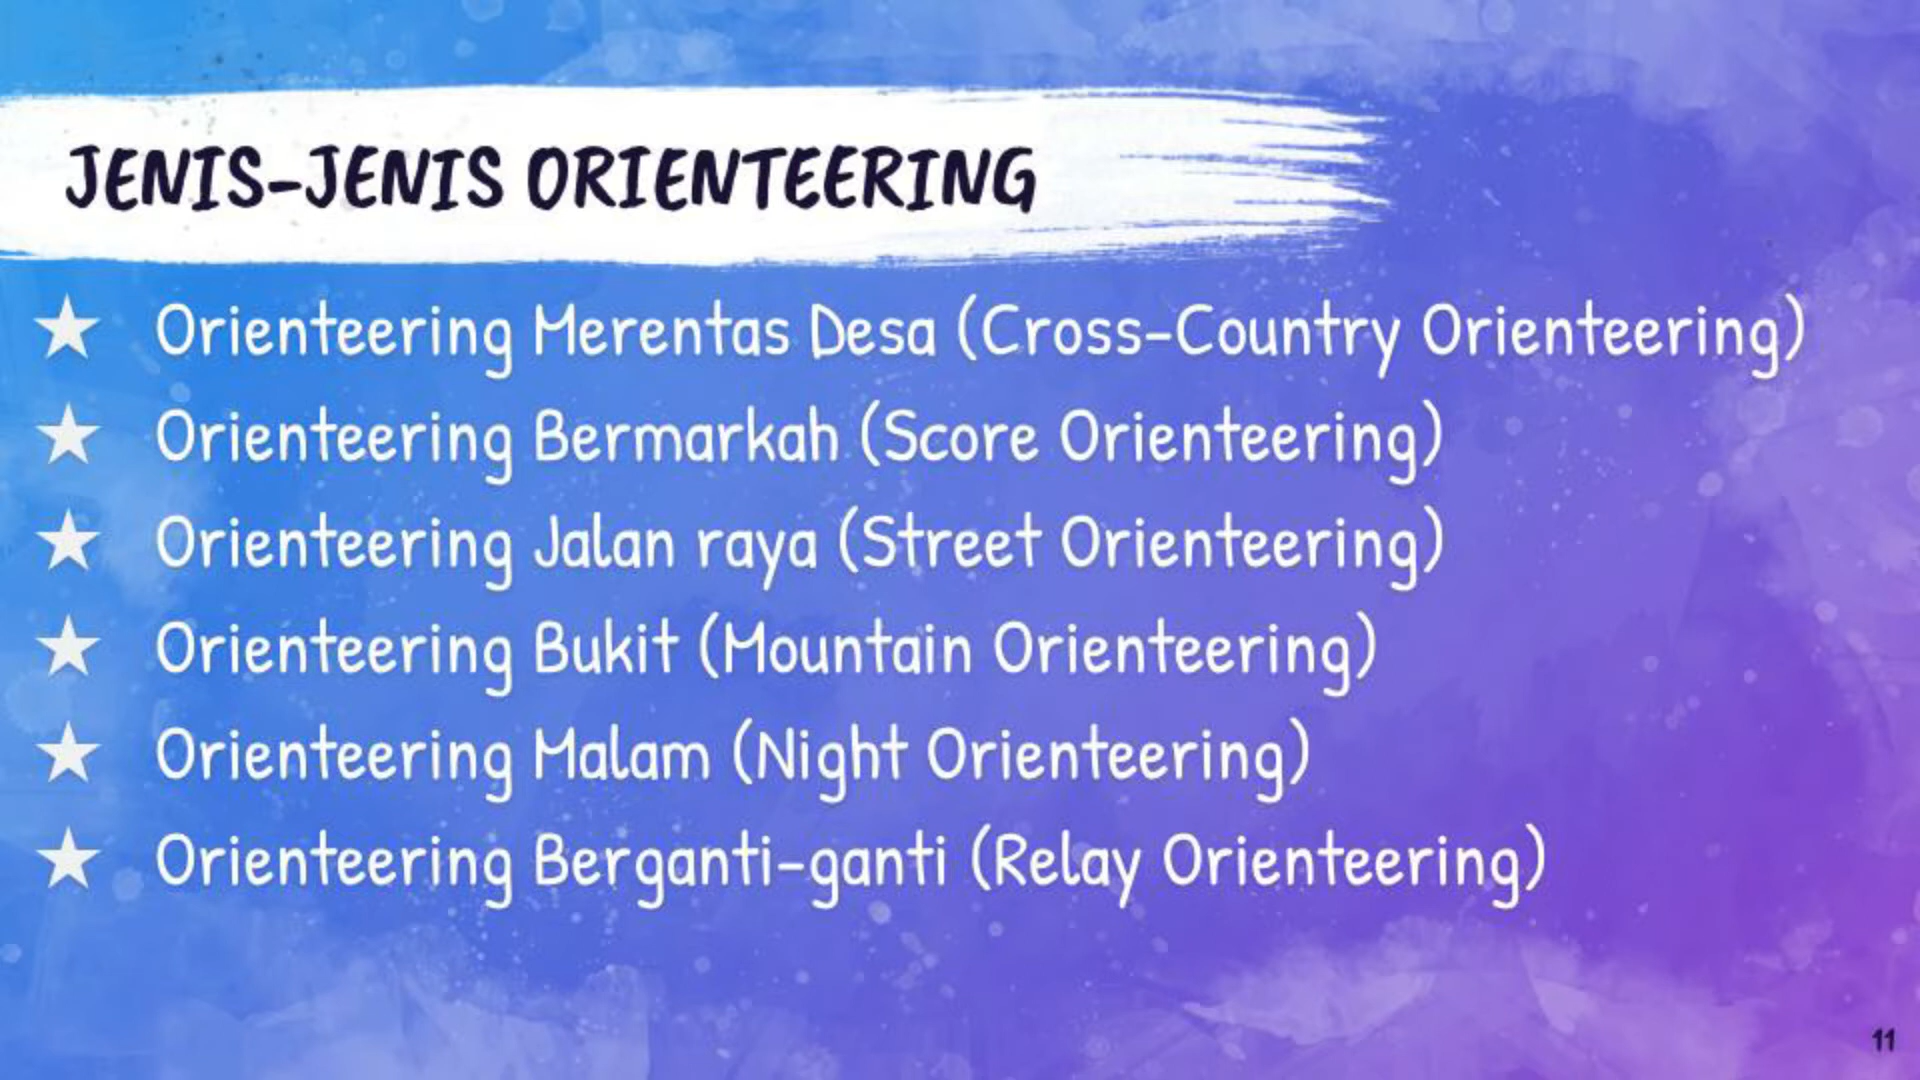 JENIS-JENIS ORIENTEERING
★ Orienteering Merentas Desa (Cross-Country Orienteering)
★ Orienteering Bermarkah (Score Orienteering)
★ Orienteering Jalan raya (Street Orienteering)
★ Orienteering Bukit (Mountain Orienteering)
★ Orienteering Malam (Night Orienteering)
★ Orienteering Berganti-ganti (Relay Orienteering)
11